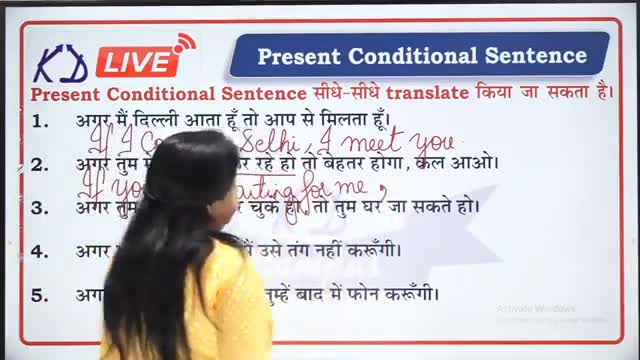 KD LIVE
Present Conditional Sentence
Present Conditional Sentence सीधे-सीधे translate किया जा सकता है।
1. अगर मैं दिल्ली आता हूँ तो आप से मिलता हूँ।
If I Delhi, I meet you.
2. अगर तुम रहे हो तो बेहतर होगा, कल आओ।
If you waiting for me,
3. अगर तुम चुके हो, तो तुम घर जा सकते हो।
4. अगर मैं उसे तंग नहीं करूँगी।
5. तुम्हें बाद में फोन करूँगी।
Activate Windows